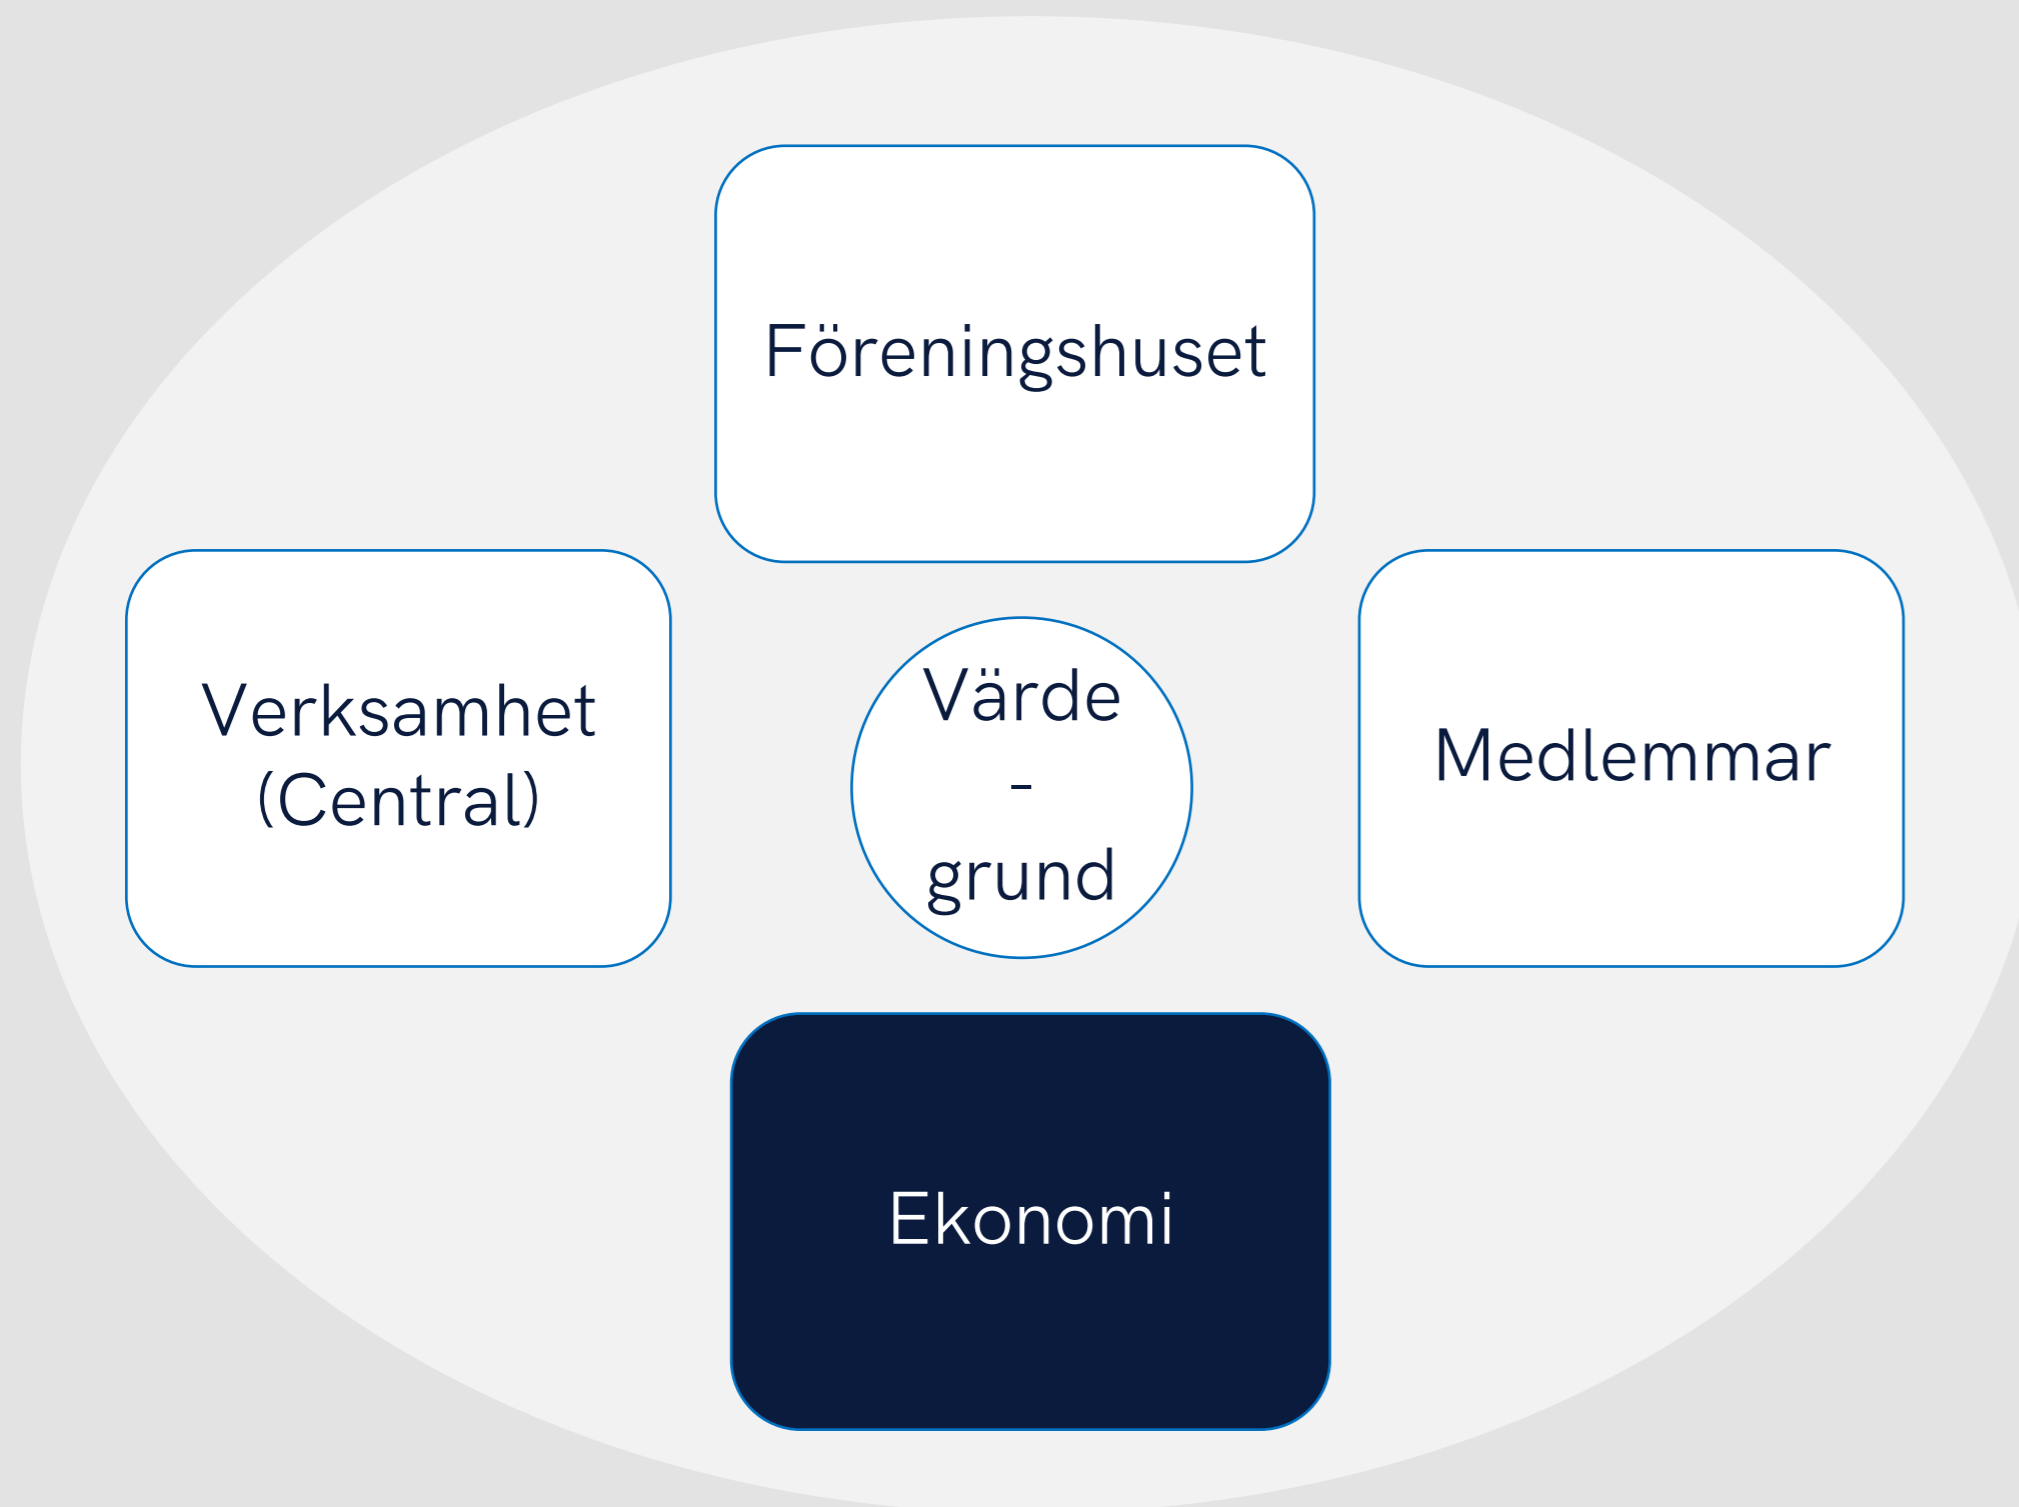 Föreningshuset
Verksamhet
(Central)
Värde
-
grund
Medlemmar
Ekonomi